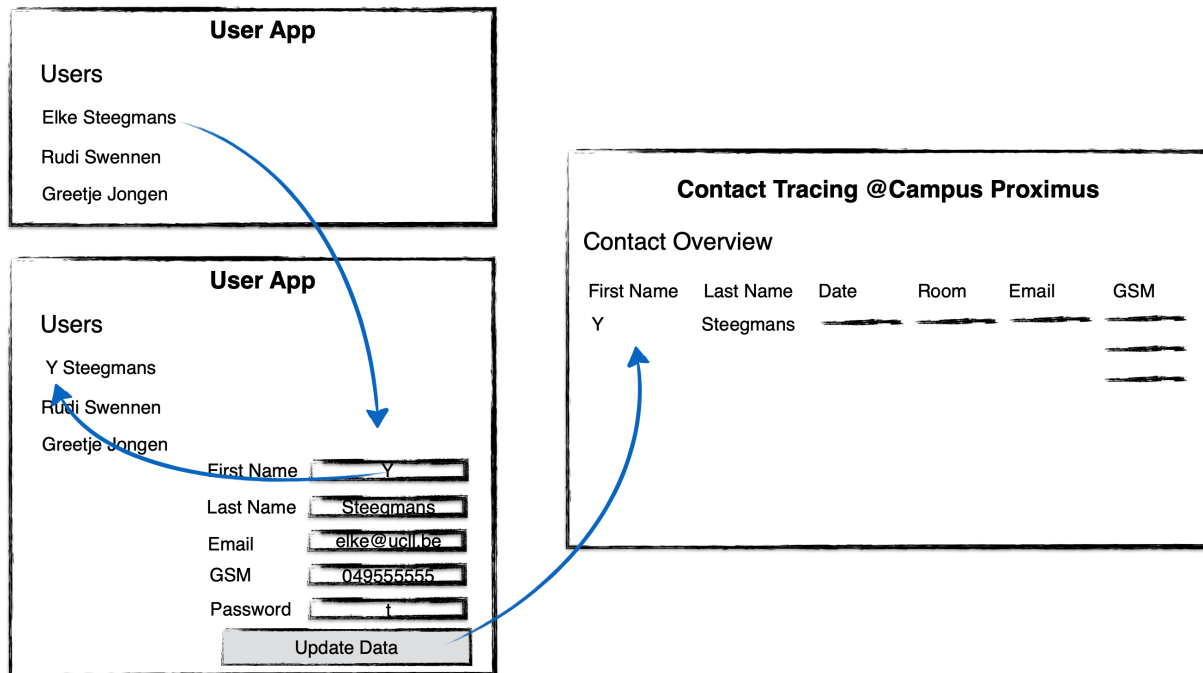 User App
Users
Elke Steegmans
Rudi Swennen
Greetje Jongen
User App
Users
Y Steegmans
Rudi Swennen
Greetje Jongen
First Name Y
Last Name Steegmans
Email elke@ucll.be
GSM 049555555
Password t
Update Data
Contact Tracing @Campus Proximus
Contact Overview
First Name Last Name Date Room Email GSM
Y Steegmans